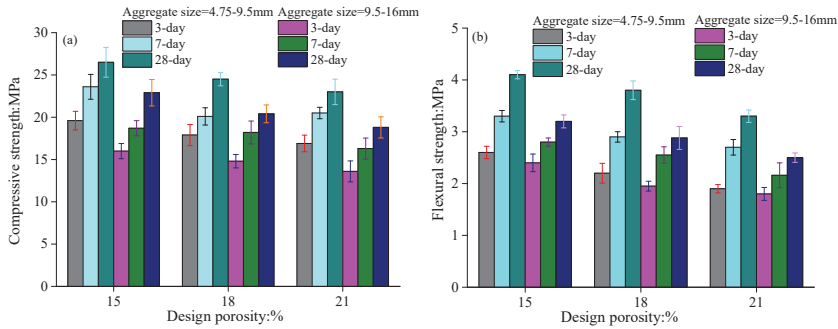 (a)
Aggregate size=4.75-9.5mm Aggregate size=9.5-16mm
3-day 3-day
7-day 7-day
28-day 28-day
Compressive strength:MPa
30
25
20
15
10
5
0
15 18 21
Design porosity:%
(b)
Aggregate size=4.75-9.5mm Aggregate size=9.5-16mm
3-day 3-day
7-day 7-day
28-day 28-day
Flexural strength:MPa
5
4
3
2
1
0
15 18 21
Design porosity:%